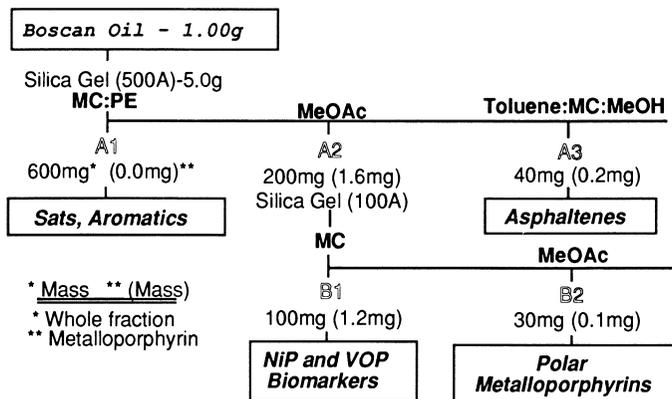 Boscan Oil - 1.00g
Silica Gel (500A)-5.0g
MC:PE
MeOAc
Toluene:MC:MeOH
A1
600mg* (0.0mg)**
Sats, Aromatics
A2
200mg (1.6mg)
Silica Gel (100A)
MC
A3
40mg (0.2mg)
Asphaltenes
MeOAc
* Mass ** (Mass)
* Whole fraction
** Metalloporphyrin
B1
100mg (1.2mg)
NiP and VOP
Biomarkers
B2
30mg (0.1mg)
Polar
Metalloporphyrins